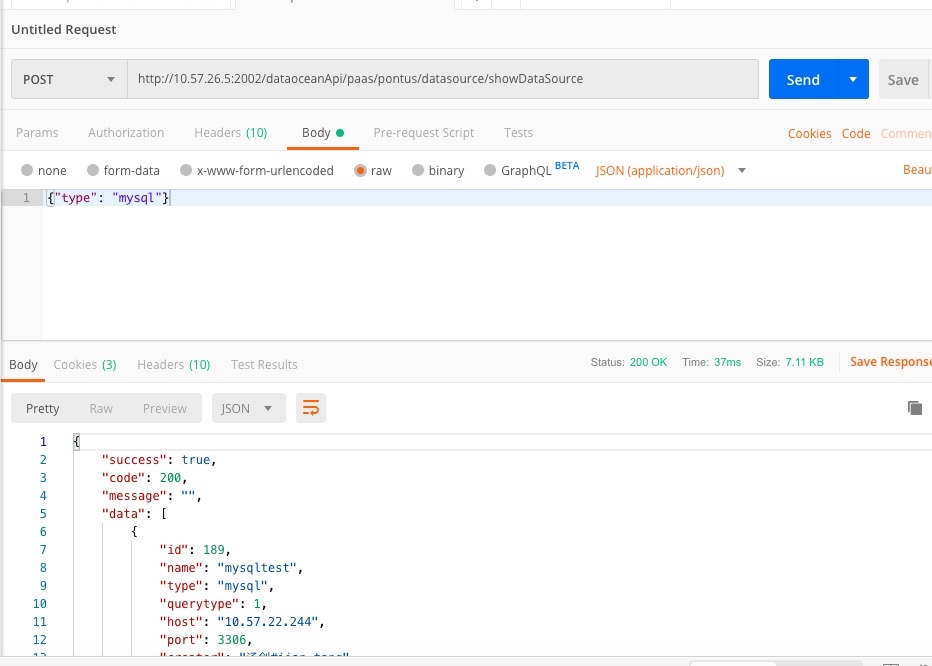 Untitled Request
POST http://10.57.26.5:2002/dataoceanApi/paas/pontus/datasource/showDataSource Send Save
Params Authorization Headers (10) Body Pre-request Script Tests Cookies Code Commen
none form-data x-www-form-urlencoded raw binary GraphQL BETA JSON (application/json) Beau
1 {"type": "mysql"}
Body Cookies (3) Headers (10) Test Results Status: 200 OK Time: 37ms Size: 7.11 KB Save Response
Pretty Raw Preview JSON
1 {
2 "success": true,
3 "code": 200,
4 "message": "",
5 "data": [
6 {
7 "id": 189,
8 "name": "mysqltest",
9 "type": "mysql",
10 "querytype": 1,
11 "host": "10.57.22.244",
12 "port": 3306,